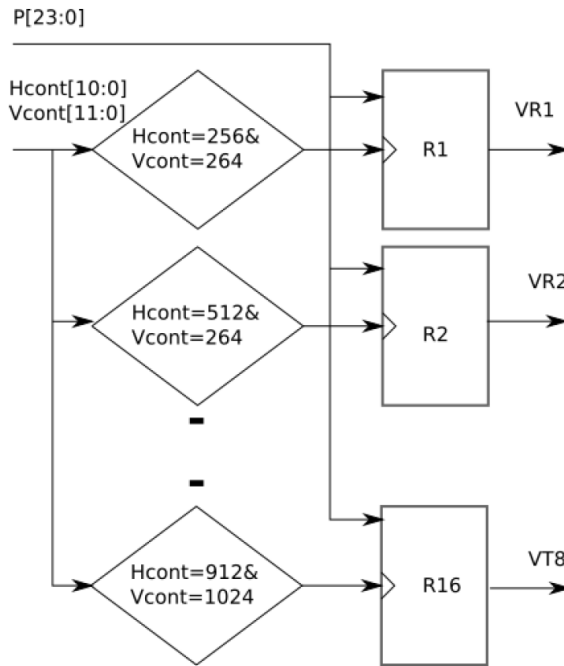 P[23:0]
Hcont[10:0]
Vcont[11:0]
Hcont=256&
Vcont=264
R1
VR1
Hcont=512&
Vcont=264
R2
VR2
Hcont=912&
Vcont=1024
R16
VT8